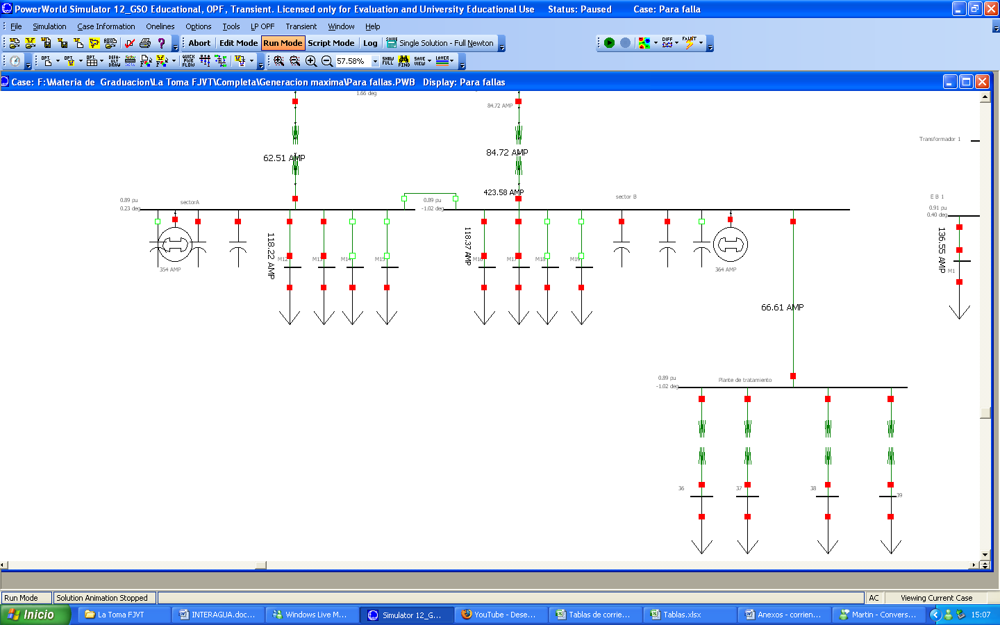 PowerWorld Simulator 12_GSO Educational, OPF, Transient. Licensed only for Evaluation and University Educational Use Status: Paused Case: Para falla
File Simulation Case Information Onelines Options Tools LP OPF Transient Window Help
Abort Edit Mode Run Mode Script Mode Log Single Solution - Full Newton
57.58%
Case: F:\Materia de Graduacion\La Toma FJVT\Completa\Generacion maxima\Para fallas.PWB Display: Para fallas
1.66 deg
84.72 AMP
Transformador 1
62.51 AMP
84.72 AMP
423.58 AMP
0.89 pu
0.23 deg
sectorA
0.89 pu
-1.02 deg
sector B
E B 1
0.91 pu
0.40 deg
118.22 AMP
118.37 AMP
136.55 AMP
M12
M13
M14
M15
M16
M17
M18
M19
M1
354 AMP
364 AMP
66.61 AMP
0.89 pu
-1.02 deg
Plante de tratamiento
36
37
38
39
Run Mode Solution Animation Stopped AC Viewing Current Case
Inicio La Toma FJVT INTERAGUA.doc... Windows Live M... Simulator 12_G... YouTube - Dese... Tablas de corrie... Tablas.xlsx Anexos - corrien... Martin - Convers... 15:07